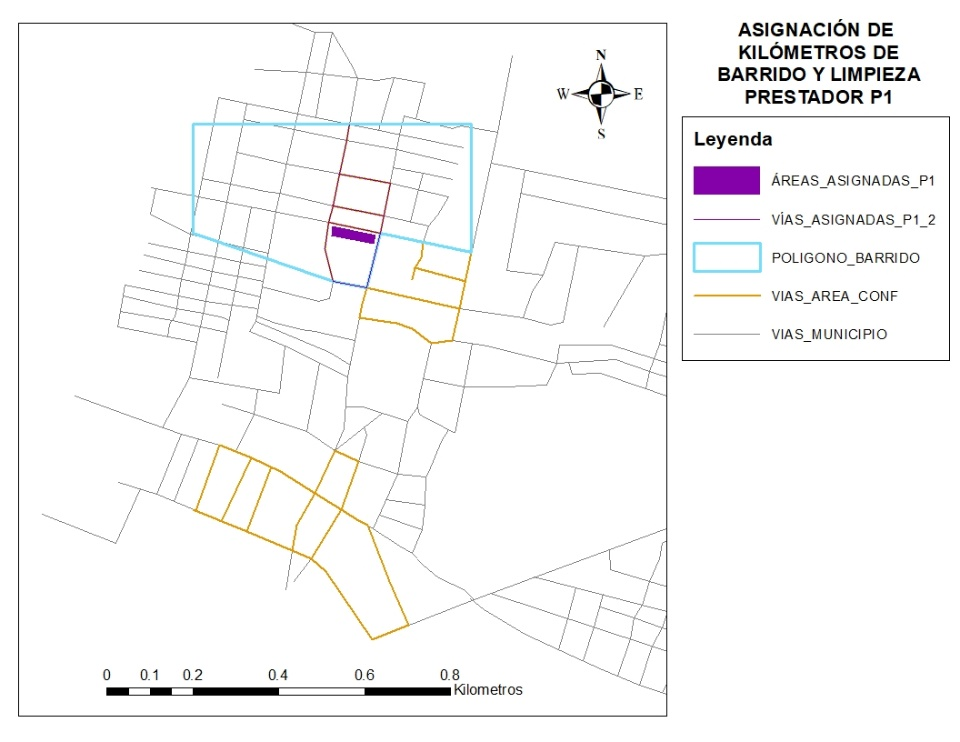 ASIGNACIÓN DE
KILÓMETROS DE
BARRIDO Y LIMPIEZA
PRESTADOR P1
N
W E
S
Leyenda
ÁREAS_ASIGNADAS_P1
VÍAS_ASIGNADAS_P1_2
POLIGONO_BARRIDO
VIAS_AREA_CONF
VIAS_MUNICIPIO
0 0.1 0.2 0.4 0.6 0.8
Kilometros